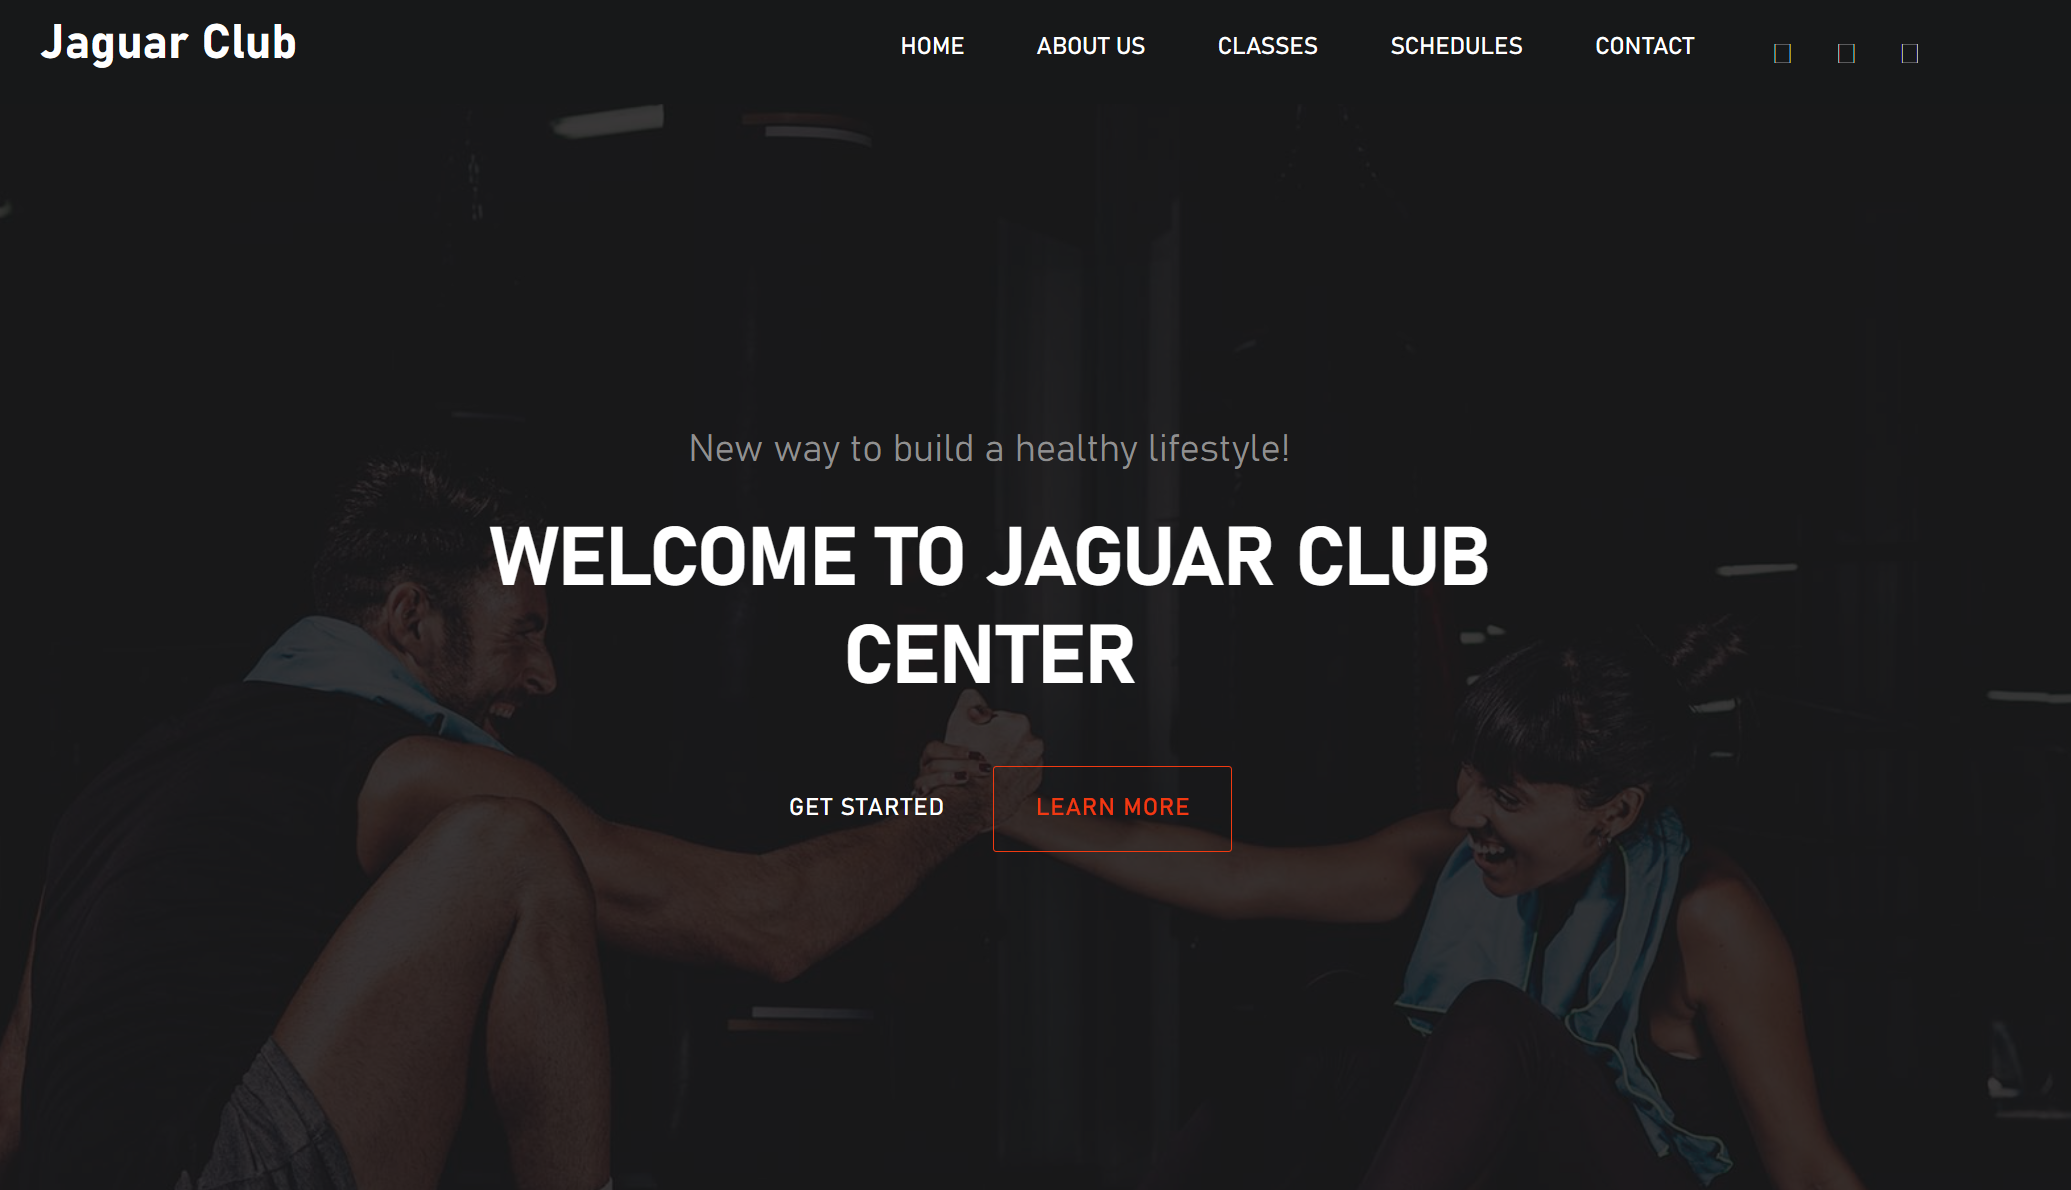 Jaguar Club
HOME ABOUT US CLASSES SCHEDULES CONTACT
New way to build a healthy lifestyle!
WELCOME TO JAGUAR CLUB
CENTER
GET STARTED LEARN MORE